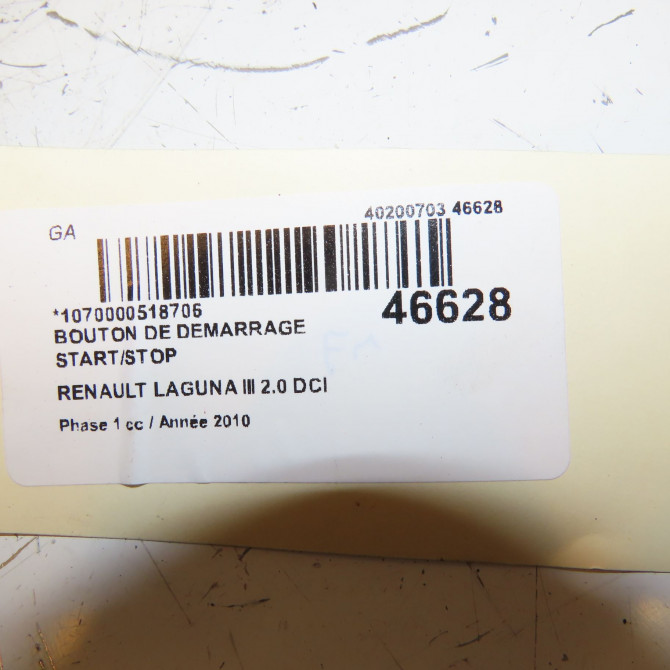 GA
40200703 46628
*1070000518706
46628
BOUTON DE DEMARRAGE
START/STOP
RENAULT LAGUNA III 2.0 DCI
Phase 1 cc / Année 2010